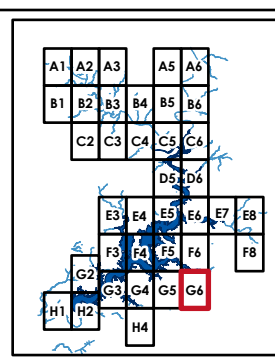 A1 A2 A3 A5 A6
B1 B2 B3 B4 B5 B6
C2 C3 C4 C5 C6
D5 D6
E3 E4 E5 E6 E7 E8
F3 F4 F5 F6 F8
G2 G3 G4 G5 G6
H1 H2 H4